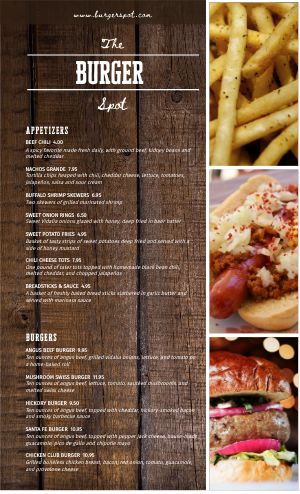 www.burgerspot.com
The
BURGER
Spot
APPETIZERS
BEEF CHILI 4.00
A spicy favorite made fresh daily, with ground beef, kidney beans and
melted cheddar
NACHOS GRANDE 7.95
Tortilla chips heaped with chili, cheddar cheese, lettuce, tomatoes,
jalapeños, salsa and sour cream
BUFFALO SHRIMP SKEWERS 6.95
Two skewers of grilled marinated shrimp
SWEET ONION RINGS 6.50
Sweet Vidalia onions glazed with honey, deep fried in beer batter
SWEET POTATO FRIES 4.95
Basket of tasty strips of sweet potatoes deep fried and served with a
side of honey mustard
CHILI CHEESE TOTS 7.95
One pound of tater tots topped with homemade black bean chili,
melted cheddar, and chopped jalapeños
BREADSTICKS & SAUCE 4.95
A basket of freshly baked bread sticks slathered in garlic butter and
served with marinara sauce
BURGERS
ANGUS BEEF BURGER 9.95
Ten ounces of angus beef, grilled vidalia onions, lettuce, and tomato on
a home-baked roll
MUSHROOM SWISS BURGER 11.95
Ten ounces of angus beef, lettuce, tomato, sautéed mushrooms, and
melted swiss cheese
HICKORY BURGER 9.50
Ten ounces of angus beef, topped with cheddar, hickory-smoked bacon
and smoky barbecue sauce
SANTA FE BURGER 10.95
Ten ounces of angus beef, topped with pepper jack cheese, house-made
guacamole, pico de gallo and chipotle mayo
CHICKEN CLUB BURGER 10.95
Grilled boneless chicken breast, bacon, red onion, tomato, guacamole,
and provolone cheese